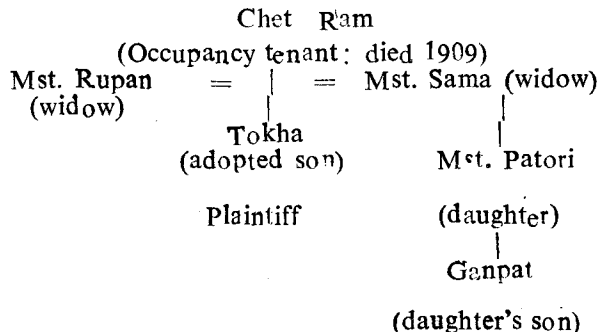 Chet Ram
(Occupancy tenant: died 1909)
Mst. Rupan = | = Mst. Sama (widow)
(widow)
Tokha
(adopted son)
Mst. Patori
Plaintiff
(daughter)
Ganpat
(daughter's son)